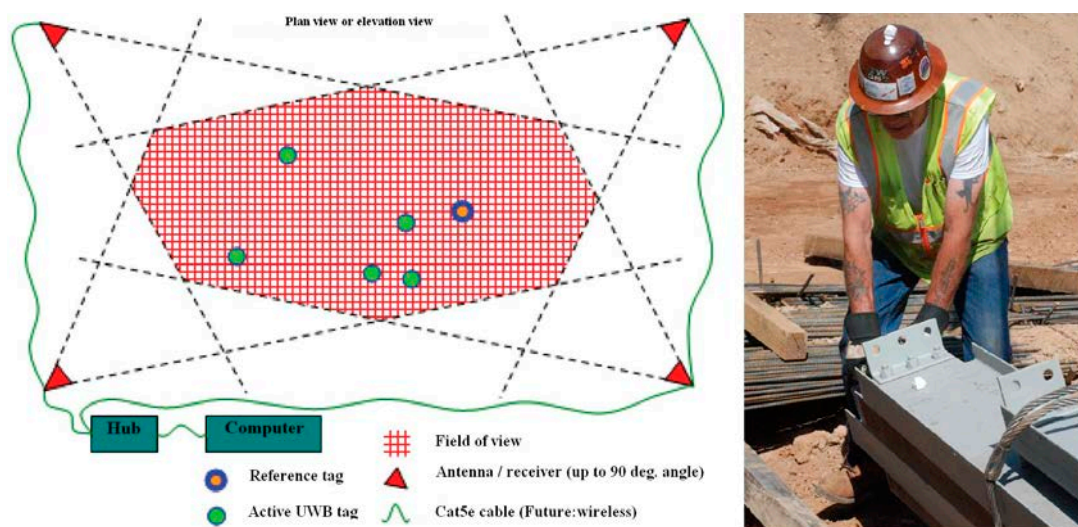 Plan view or elevation view
Hub
Computer
Field of view
Reference tag
Antenna / receiver (up to 90 deg. angle)
Active UWB tag
Cat5e cable (Future:wireless)